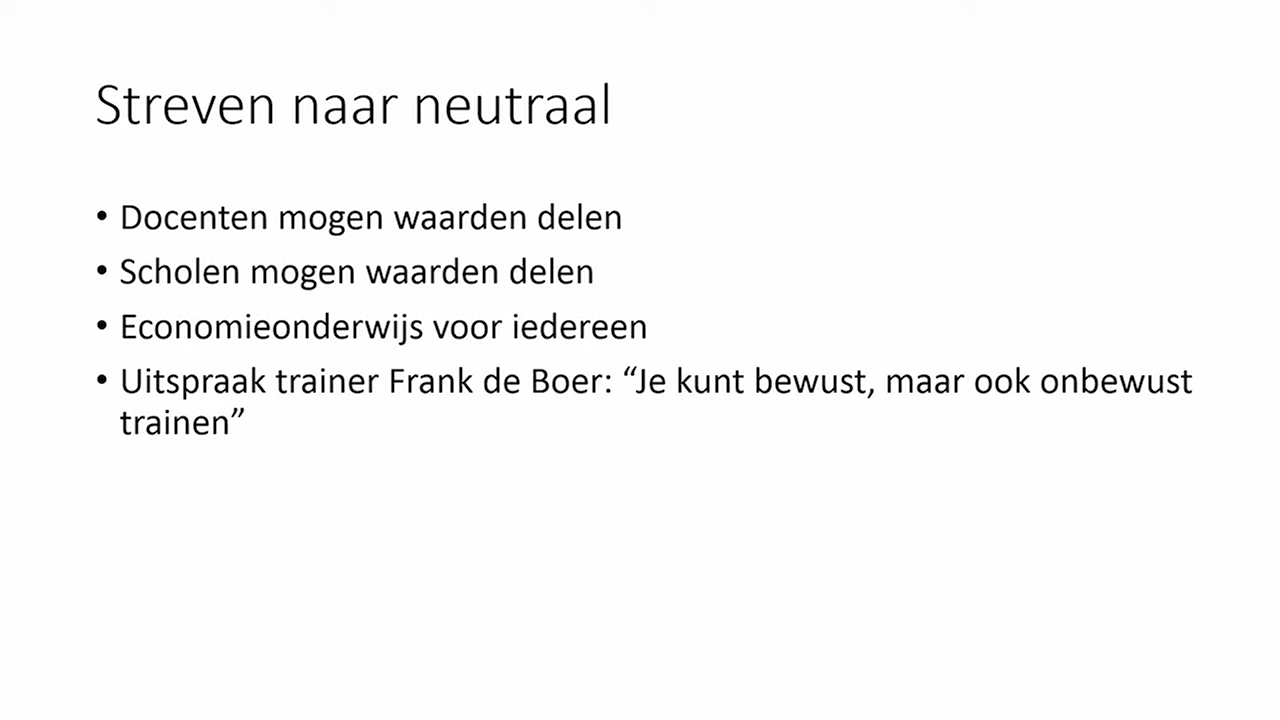 Streven naar neutraal
• Docenten mogen waarden delen
• Scholen mogen waarden delen
• Economieonderwijs voor iedereen
• Uitspraak trainer Frank de Boer: “Je kunt bewust, maar ook onbewust
trainen”